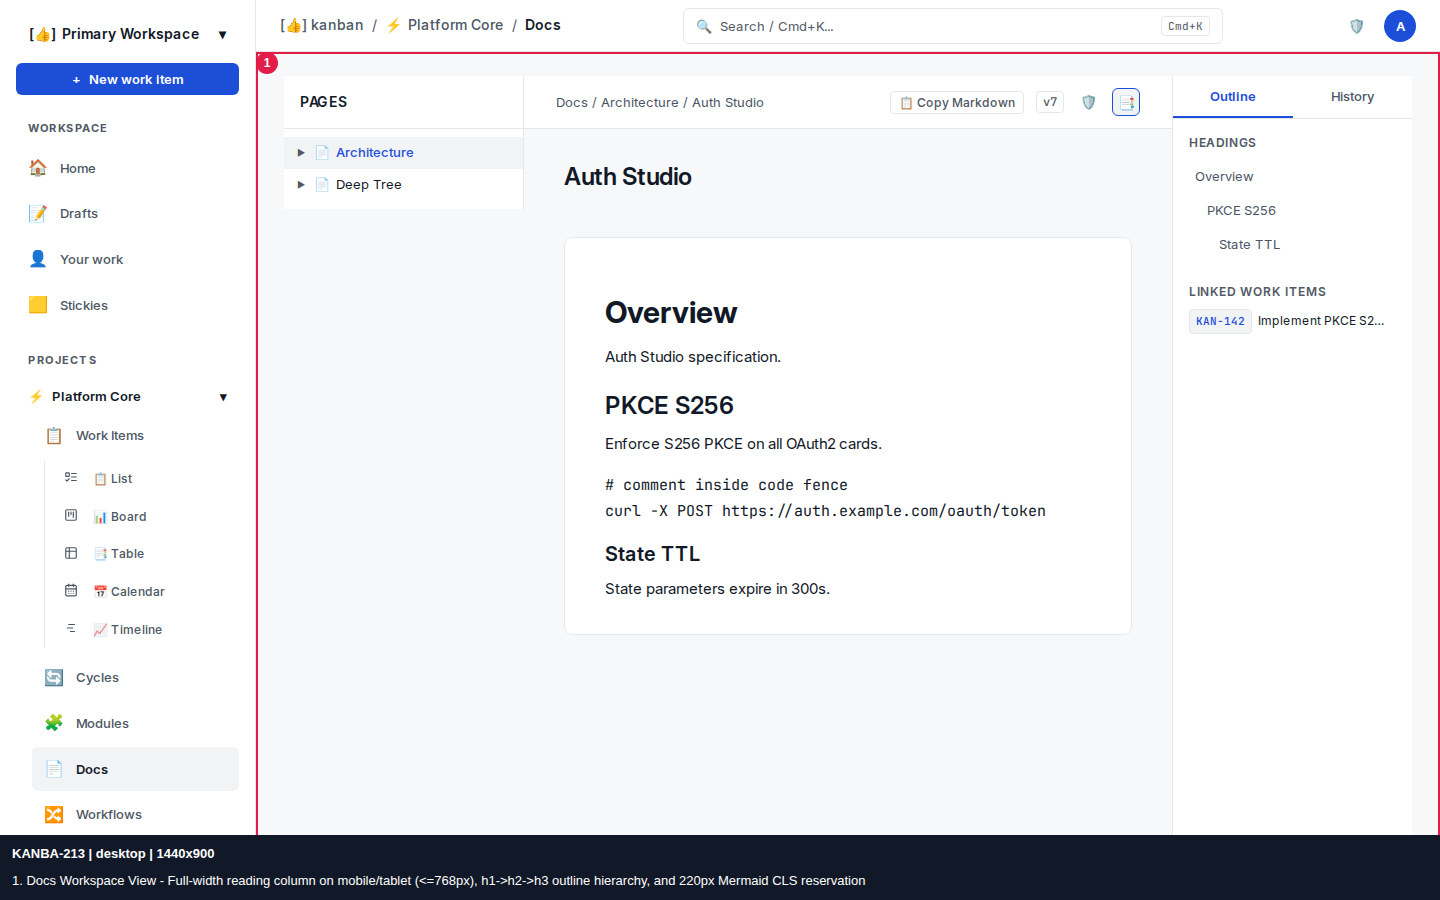 [👍] Primary Workspace ▼
+ New work item
WORKSPACE
🏠 Home
📝 Drafts
👤 Your work
🟨 Stickies
PROJECTS
⚡ Platform Core ▼
📋 Work Items
📋 List
📊 Board
📑 Table
📅 Calendar
📈 Timeline
🔄 Cycles
🧩 Modules
📄 Docs
🔀 Workflows
[👍] kanban / ⚡ Platform Core / Docs
🔍 Search / Cmd+K...
Cmd+K
🛡️
A
1
PAGES
▶ 📄 Architecture
▶ 📄 Deep Tree
Docs / Architecture / Auth Studio
📋 Copy Markdown
v7
🛡️
📑
Auth Studio
Overview
Auth Studio specification.
PKCE S256
Enforce S256 PKCE on all OAuth2 cards.
# comment inside code fence
curl -X POST https://auth.example.com/oauth/token
State TTL
State parameters expire in 300s.
Outline
History
HEADINGS
Overview
PKCE S256
State TTL
LINKED WORK ITEMS
KAN-142 Implement PKCE S2...
KANBA-213 | desktop | 1440x900
1. Docs Workspace View - Full-width reading column on mobile/tablet (<=768px), h1->h2->h3 outline hierarchy, and 220px Mermaid CLS reservation